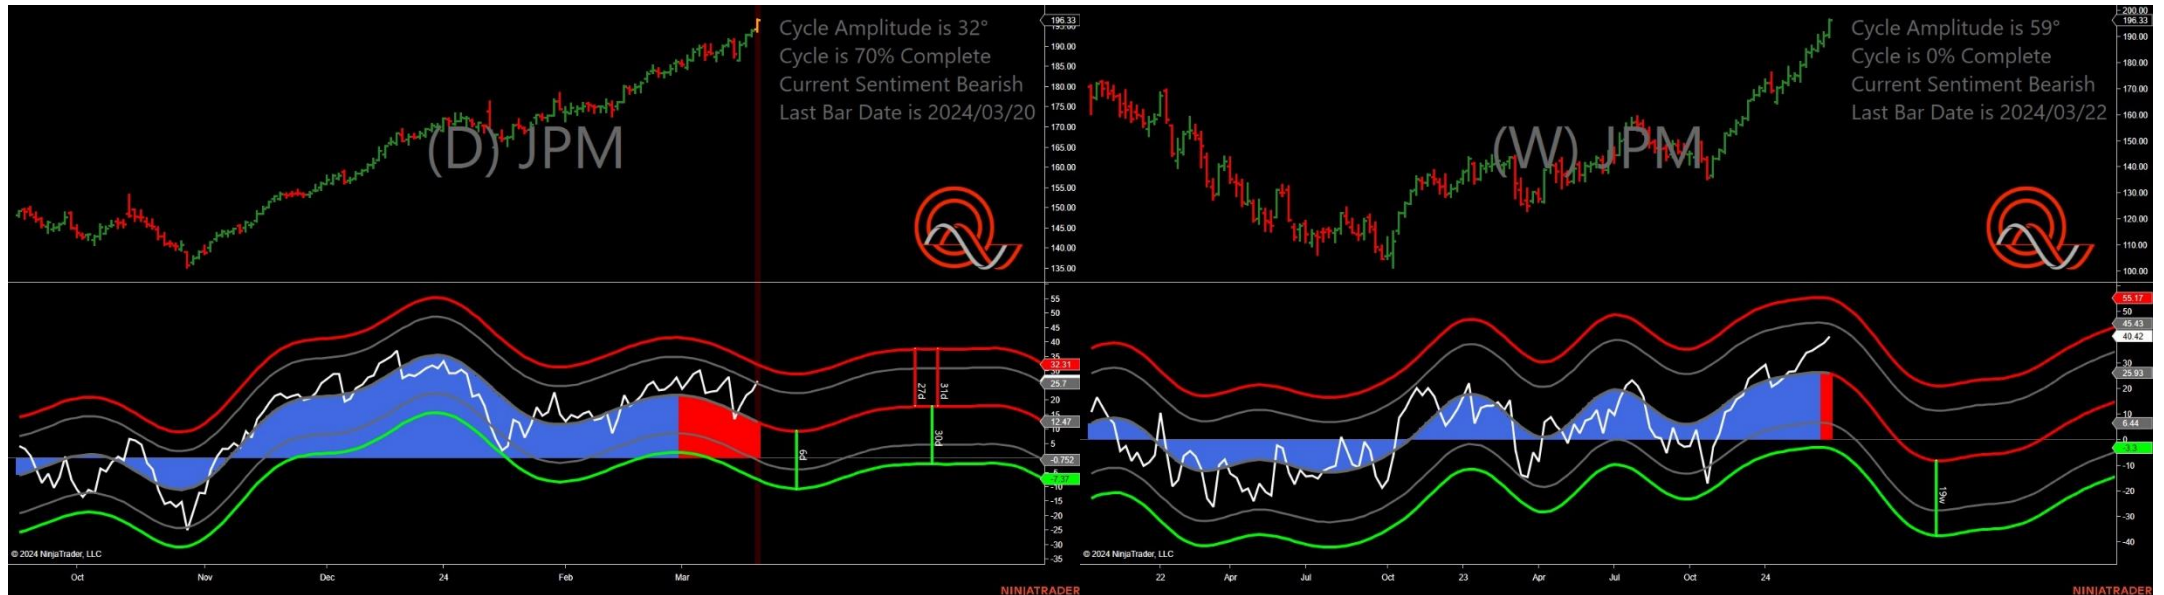 Cycle Amplitude is 32°
Cycle is 70% Complete
Current Sentiment Bearish
Last Bar Date is 2024/03/20
(D) JPM
196.33
190.00
185.00
180.00
175.00
170.00
165.00
160.00
155.00
150.00
145.00
140.00
135.00
55
50
45
40
35
32.31
25.7
20
15
12.47
10
5
-0.752
-7.37
-10
-15
-20
-25
-30
-35
27d
31d
30d
6d
© 2024 NinjaTrader, LLC
Oct
Nov
Dec
24
Feb
Mar
NINJATRADER
Cycle Amplitude is 59°
Cycle is 0% Complete
Current Sentiment Bearish
Last Bar Date is 2024/03/22
(W) JPM
200.00
196.33
190.00
180.00
170.00
160.00
150.00
140.00
130.00
120.00
110.00
100.00
55.17
50
45.43
40.42
30
25.93
20
10
6.44
0
-3.3
-10
-20
-30
-40
19w
© 2024 NinjaTrader, LLC
22
Apr
Jul
Oct
23
Apr
Jul
Oct
24
NINJATRADER